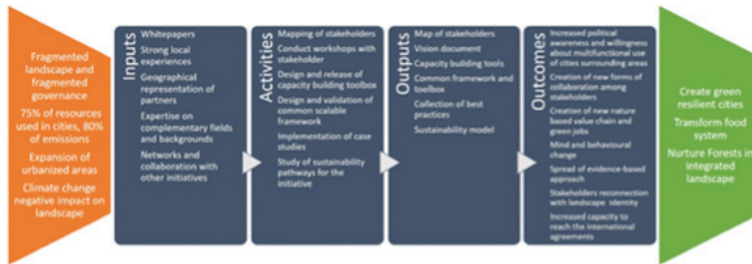 Fragmented
landscape and
fragmented
governance
75% of resources
used in cities, 80%
of emissions
Expansion of
urbanized areas
Climate change
negative impact on
landscape
Inputs
Whitepapers
Strong local
experiences
Geographical
representation of
partners
Expertise on
complementary fields
and backgrounds
Networks and
collaboration with
other initiatives
Activities
Mapping of stakeholders
Conduct workshops with
stakeholder
Design and release of
capacity building toolbox
Design and validation of
common scalable
framework
Implementation of case
studies
Study of sustainability
pathways for the
initiative
Outputs
Map of stakeholders
Vision document
Capacity building tools
Common framework and
toolbox
Collection of best
practices
Sustainability model
Outcomes
Increased political
awareness and willingness
about multifunctional use
of cities surrounding areas
Creation of new forms of
collaboration among
stakeholders
Creation of new nature
based value chain and
green jobs
Mind and behavioural
change
Spread of evidence-based
approach
Stakeholders reconnection
with landscape identity
Increased capacity to
reach the international
agreements
Create green
resilient cities
Transform food
system
Nurture Forests in
integrated
landscape